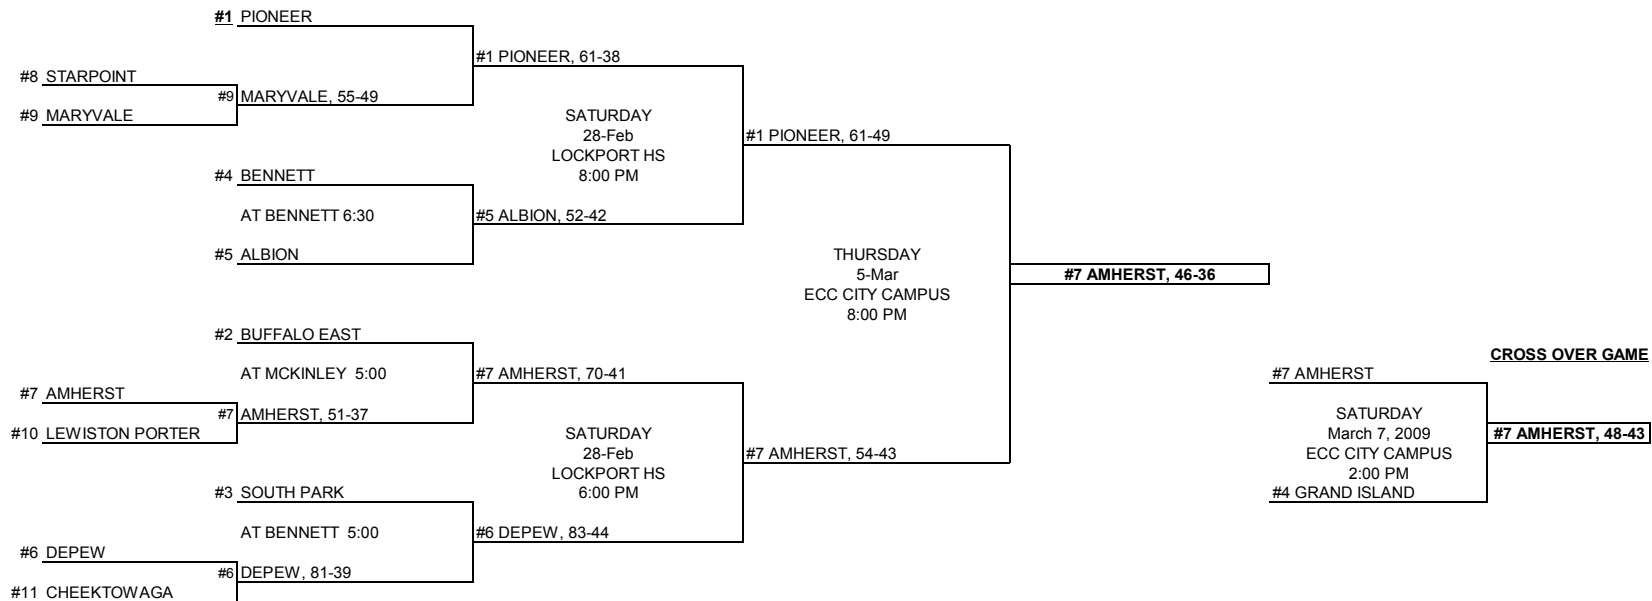 #1 PIONEER
#1 PIONEER, 61-38
#8 STARPOINT
#9 MARYVALE, 55-49
#9 MARYVALE
SATURDAY
28-Feb
LOCKPORT HS
8:00 PM
#1 PIONEER, 61-49
#4 BENNETT
AT BENNETT 6:30
#5 ALBION, 52-42
#5 ALBION
THURSDAY
5-Mar
ECC CITY CAMPUS
8:00 PM
#7 AMHERST, 46-36
#2 BUFFALO EAST
AT MCKINLEY 5:00
#7 AMHERST, 70-41
#7 AMHERST
#7 AMHERST, 51-37
#10 LEWISTON PORTER
SATURDAY
28-Feb
LOCKPORT HS
6:00 PM
#7 AMHERST, 54-43
#3 SOUTH PARK
AT BENNETT 5:00
#6 DEPEW, 83-44
#6 DEPEW
#6 DEPEW, 81-39
#11 CHEEKTOWAGA
CROSS OVER GAME
#7 AMHERST
SATURDAY
March 7, 2009
ECC CITY CAMPUS
2:00 PM
#7 AMHERST, 48-43
#4 GRAND ISLAND